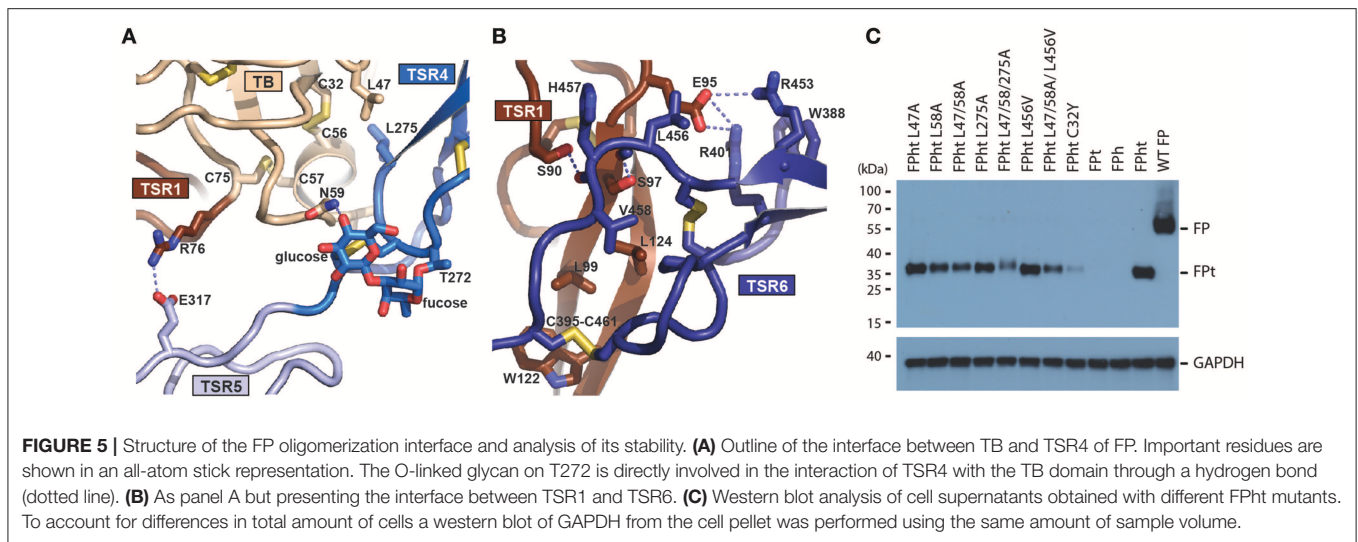 A
TB
C32
L47
TSR4
L275
C56
TSR1
C75
C57
N59
R76
glucose
T272
E317
fucose
TSR5
B
H457
E95
R453
TSR1
W388
L456
R40
S90
S97
V458
L124
L99
TSR6
C395-C461
W122
C
FPht L47A
FPht L58A
FPht L47/58A
FPht L275A
FPht L47/58/275A
FPht L456V
FPht L47/58A/ L456V
FPht C32Y
FPt
FPh
FPht
WT FP
(kDa)
100
70
55
40
35
25
15
FP
FPt
40
GAPDH
FIGURE 5 | Structure of the FP oligomerization interface and analysis of its stability. (A) Outline of the interface between TB and TSR4 of FP. Important residues are
shown in an all-atom stick representation. The O-linked glycan on T272 is directly involved in the interaction of TSR4 with the TB domain through a hydrogen bond
(dotted line). (B) As panel A but presenting the interface between TSR1 and TSR6. (C) Western blot analysis of cell supernatants obtained with different FPht mutants.
To account for differences in total amount of cells a western blot of GAPDH from the cell pellet was performed using the same amount of sample volume.